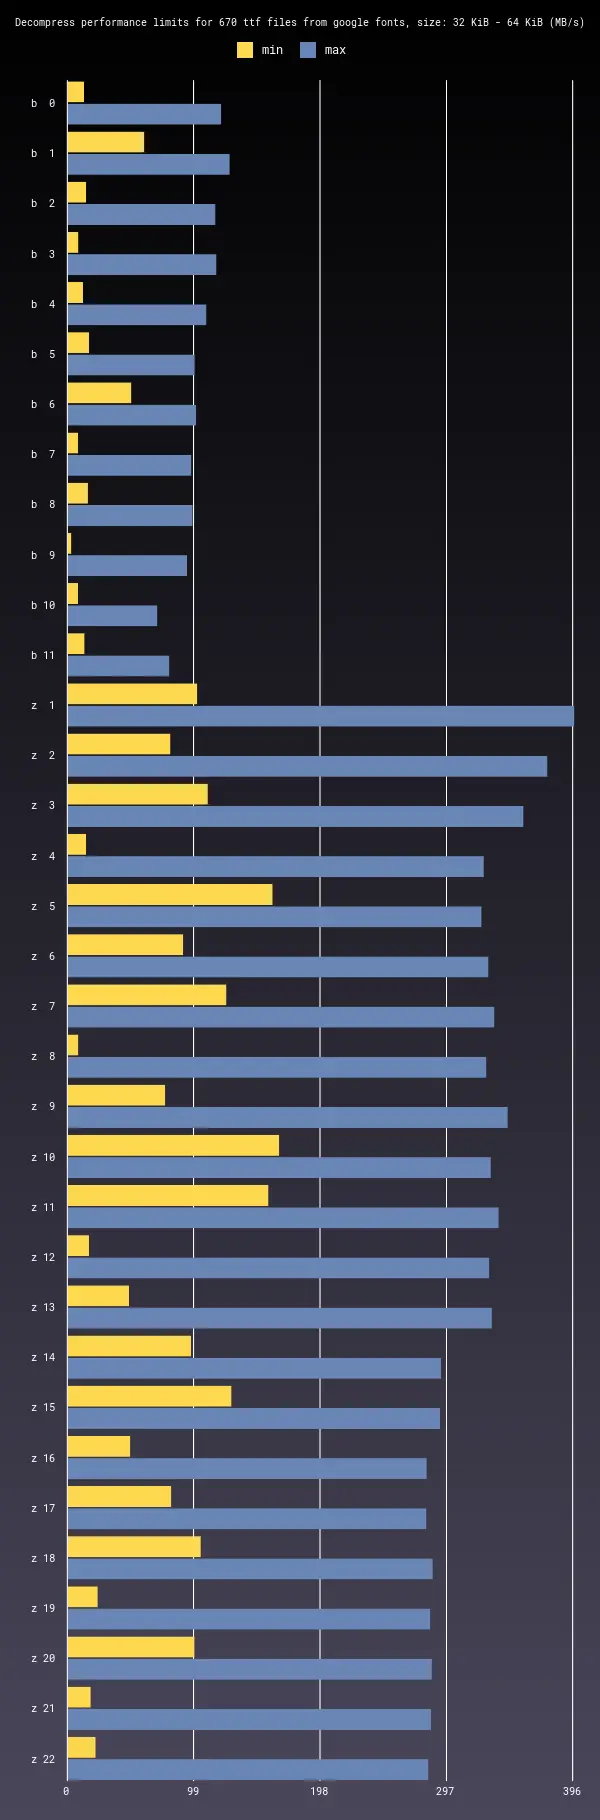 Decompress performance limits for 670 ttf files from google fonts, size: 32 KiB - 64 KiB (MB/s)
min max
b 0
b 1
b 2
b 3
b 4
b 5
b 6
b 7
b 8
b 9
b 10
b 11
z 1
z 2
z 3
z 4
z 5
z 6
z 7
z 8
z 9
z 10
z 11
z 12
z 13
z 14
z 15
z 16
z 17
z 18
z 19
z 20
z 21
z 22
0 99 198 297 396